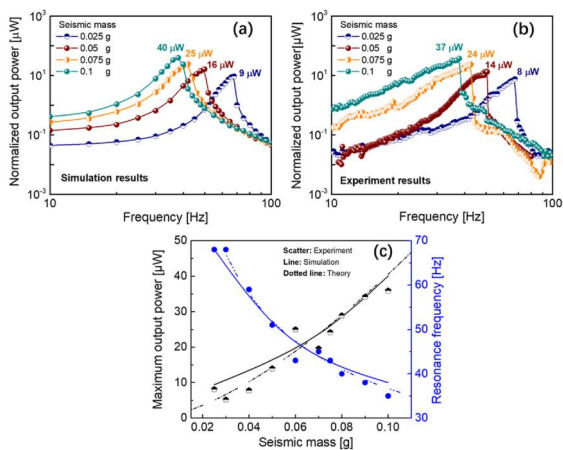 (a)
Seismic mass
0.025 g
0.05 g
0.075 g
0.1 g
40 μW
25 μW
16 μW
9 μW
Simulation results
Normalized output power [μW]
10³
10¹
10⁻¹
10⁻³
10
100
Frequency [Hz]
(b)
Seismic mass
0.025 g
0.05 g
0.075 g
0.1 g
37 μW
24 μW
14 μW
8 μW
Experiment results
Normalized output power [μW]
10³
10¹
10⁻¹
10⁻³
10
100
Frequency [Hz]
(c)
Scatter: Experiment
Line: Simulation
Dotted line: Theory
Maximum output power [μW]
50
40
30
20
10
0
Resonance frequency [Hz]
70
60
50
40
30
0.02 0.04 0.06 0.08 0.10
Seismic mass [g]